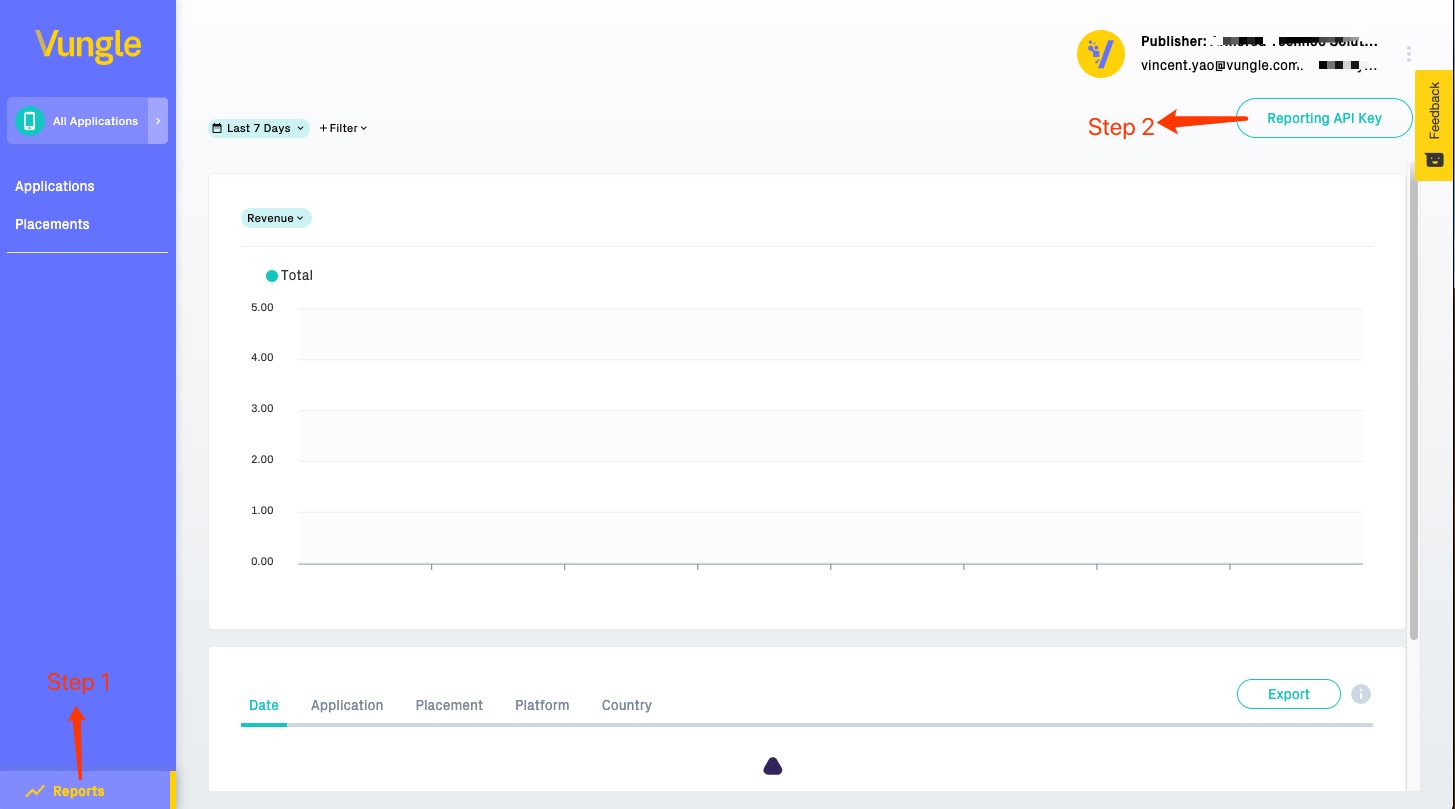 Vungle
Publisher:
vincent.yao@vungle.com.
All Applications
Last 7 Days
+ Filter
Step 2
Reporting API Key
Feedback
Applications
Placements
Revenue
Total
5.00
4.00
3.00
2.00
1.00
0.00
Step 1
Date Application Placement Platform Country
Export
Reports